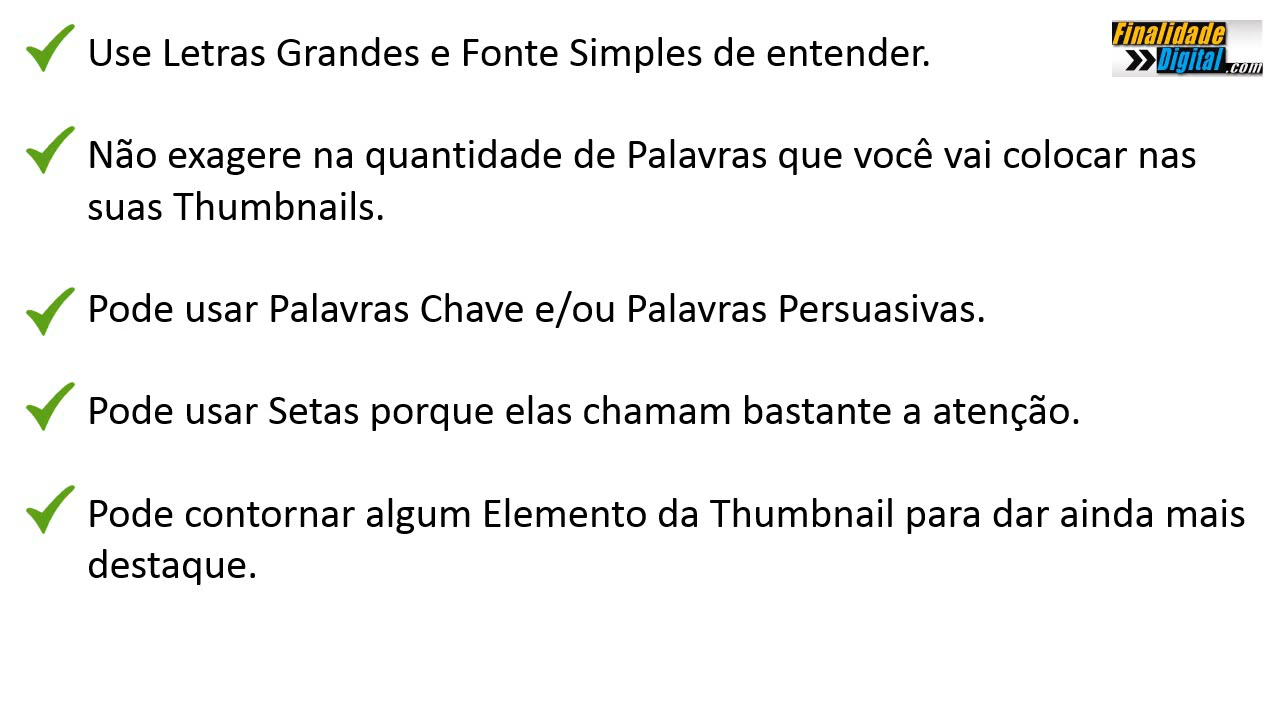 Use Letras Grandes e Fonte Simples de entender.
Finalidade
Digital.com
Não exagere na quantidade de Palavras que você vai colocar nas
suas Thumbnails.
Pode usar Palavras Chave e/ou Palavras Persuasivas.
Pode usar Setas porque elas chamam bastante a atenção.
Pode contornar algum Elemento da Thumbnail para dar ainda mais
destaque.